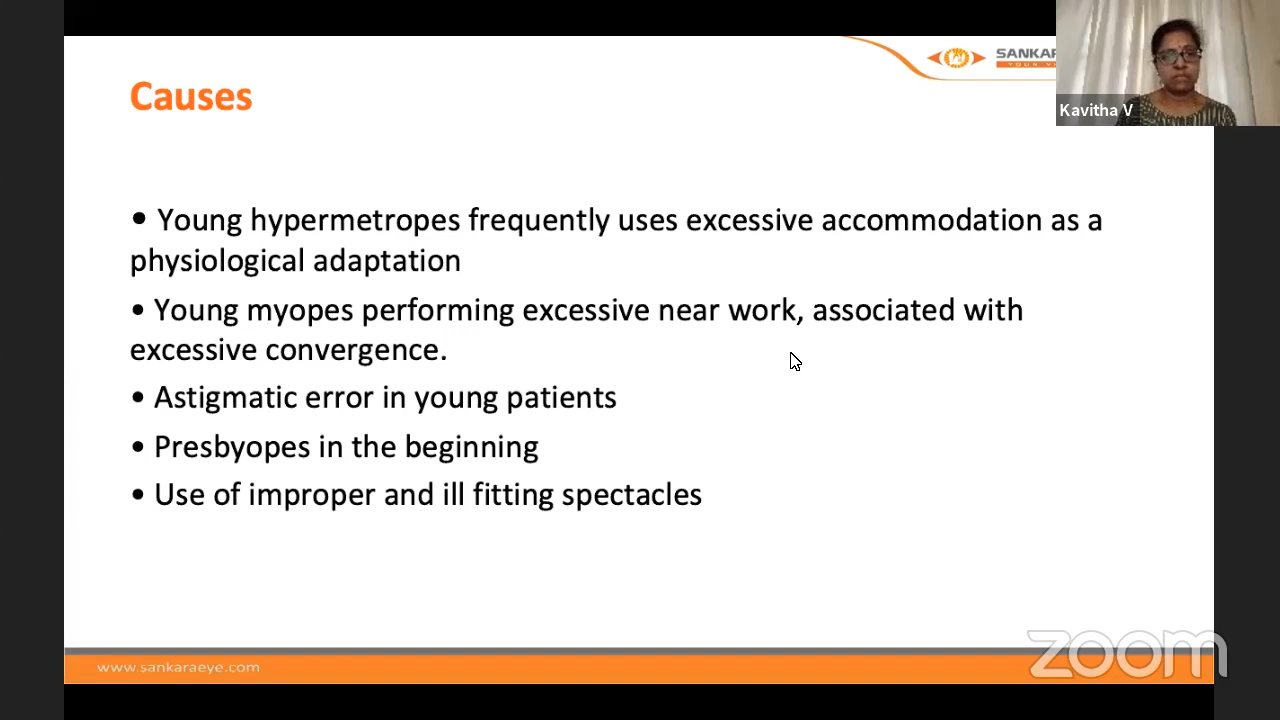 SANKARA
Causes
Kavitha V
• Young hypermetropes frequently uses excessive accommodation as a
physiological adaptation
• Young myopes performing excessive near work, associated with
excessive convergence.
• Astigmatic error in young patients
• Presbyopes in the beginning
• Use of improper and ill fitting spectacles
zoom
www.sankaraeye.com